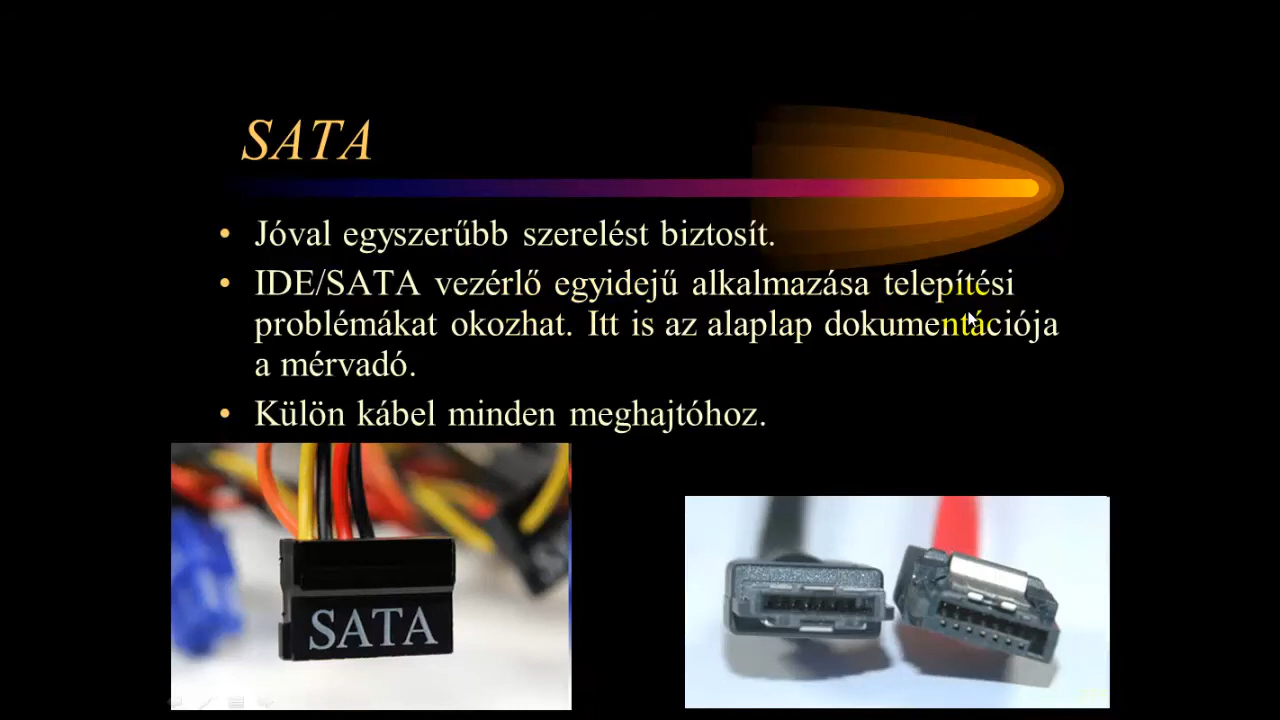 SATA
• Jóval egyszerűbb szerelést biztosít.
• IDE/SATA vezérlő egyidejű alkalmazása telepítési
problémákat okozhat. Itt is az alaplap dokumentációja
a mérvadó.
• Külön kábel minden meghajtóhoz.
SATA